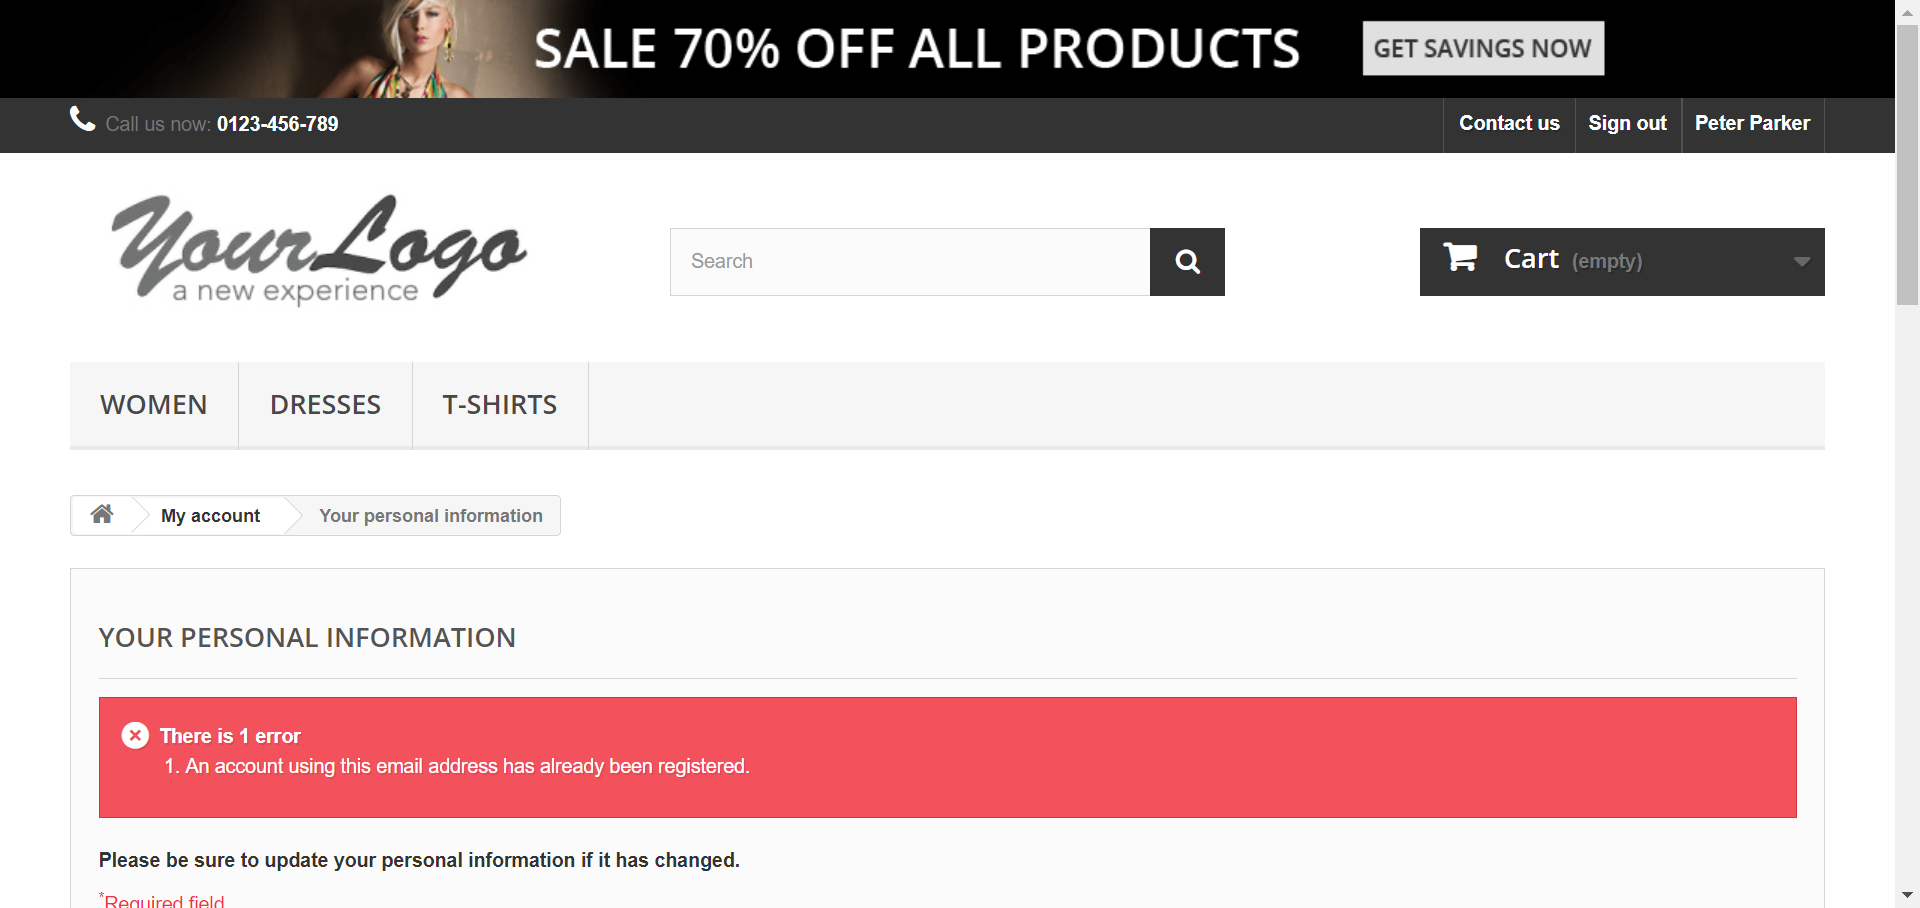 SALE 70% OFF ALL PRODUCTS
GET SAVINGS NOW
Call us now: 0123-456-789
Contact us
Sign out
Peter Parker
YourLogo
a new experience
Search
Cart (empty)
WOMEN
DRESSES
T-SHIRTS
My account
Your personal information
YOUR PERSONAL INFORMATION
There is 1 error
1. An account using this email address has already been registered.
Please be sure to update your personal information if it has changed.
*Required field